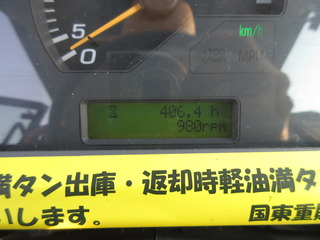 km/h
MPH
5
0
406.4 h
980rpm
満タン出庫・返却時軽油満タ
いします。 国東重